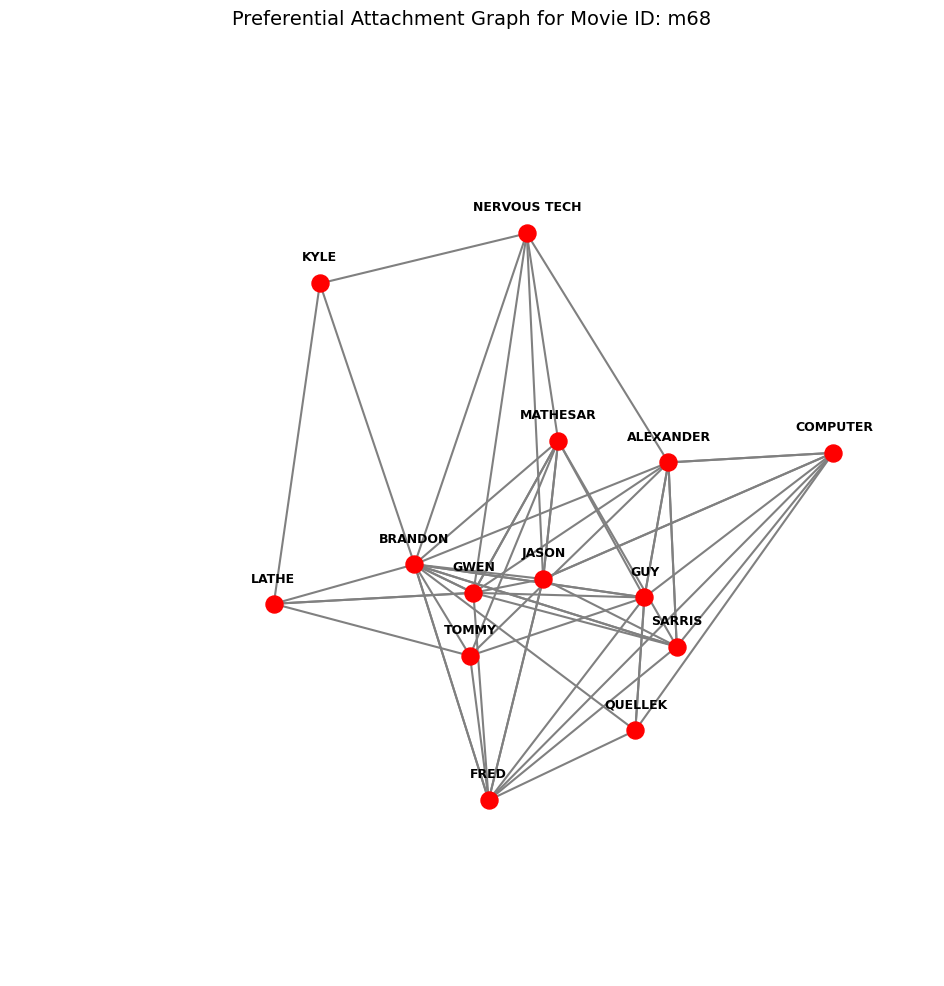 Preferential Attachment Graph for Movie ID: m68
NERVOUS TECH
KYLE
MATHESAR
COMPUTER
ALEXANDER
BRANDON
JASON
GWEN
GUY
LATHE
SARRIS
TOMMY
QUELLEK
FRED